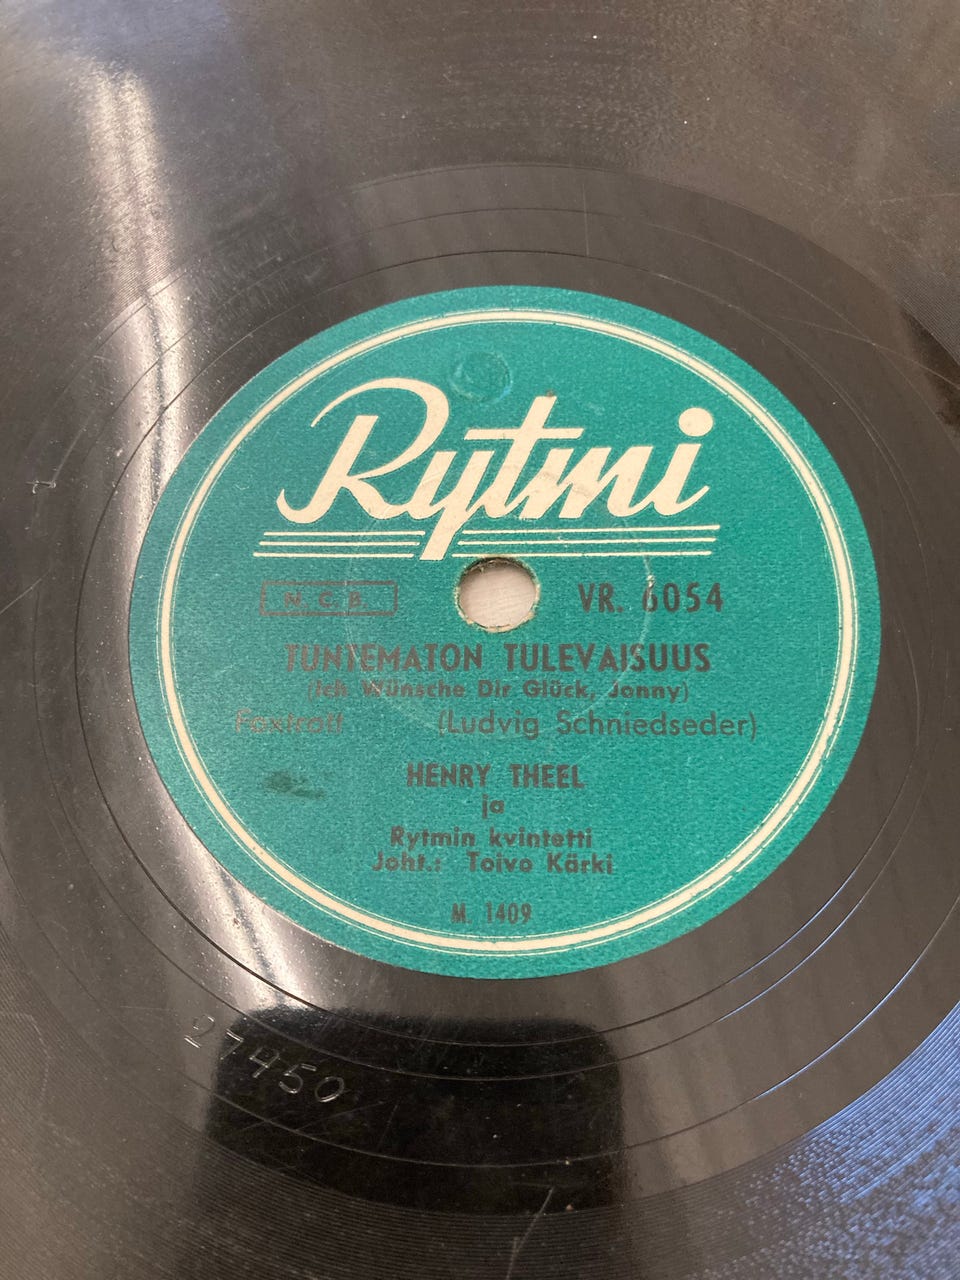 Rytmi
N. C. B. VR. 6054
TUNTEMATON TULEVAISUUS
(Ich Wünsche Dir Glück, Jonny)
Foxtrott (Ludvig Schniedseder)
HENRY THEEL
ja
Rytmin kvintetti
Joht.: Toivo Kärki
M. 1409
27450